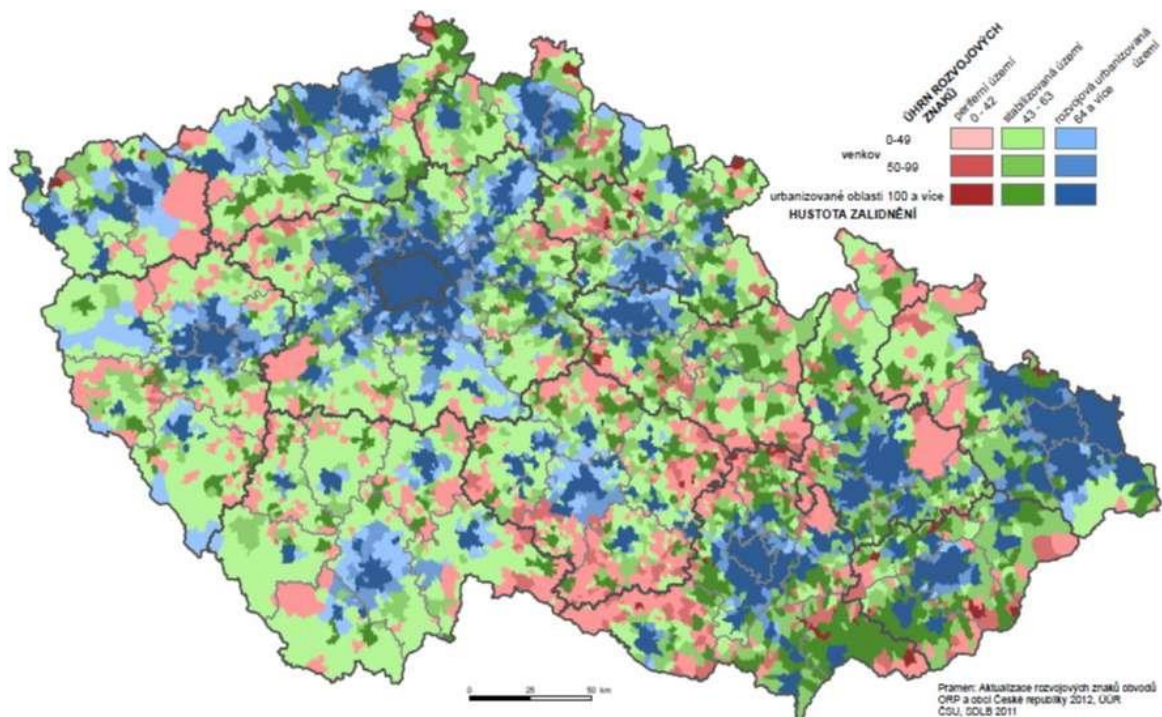 ÚHRN ROZVOJOVÝCH
ZNAKŮ
periferní území
0 - 42
stabilizovaná území
43 - 63
rozvojová urbanizovaná
území
64 a více
0-49
venkov
50-99
urbanizované oblasti 100 a více
HUSTOTA ZALIDNĚNÍ
0 25 50 km
Pramen: Aktualizace rozvojových znaků obvodů
ORP a obcí České republiky 2012, ÚÚR
ČSÚ, SDLB 2011